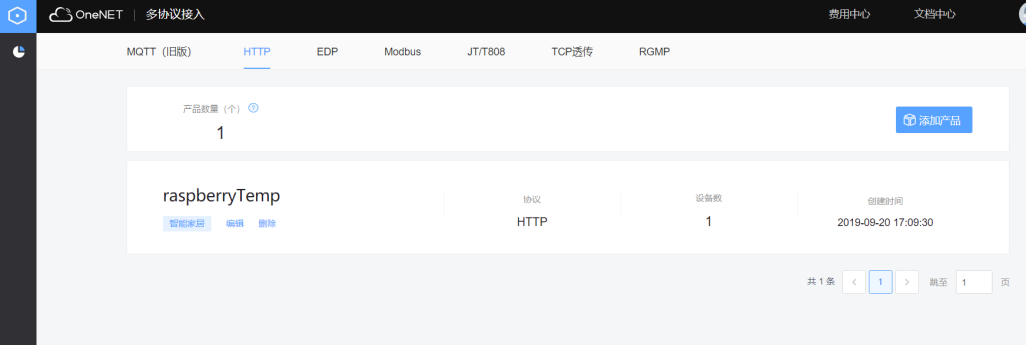 OneNET | 多协议接入 费用中心 文档中心
MQTT（旧版） HTTP EDP Modbus JT/T808 TCP透传 RGMP
产品数量（个） ?
1
添加产品
raspberryTemp
智能家居 编辑 删除
协议
HTTP
设备数
1
创建时间
2019-09-20 17:09:30
共 1 条 < 1 > 跳至 1 页